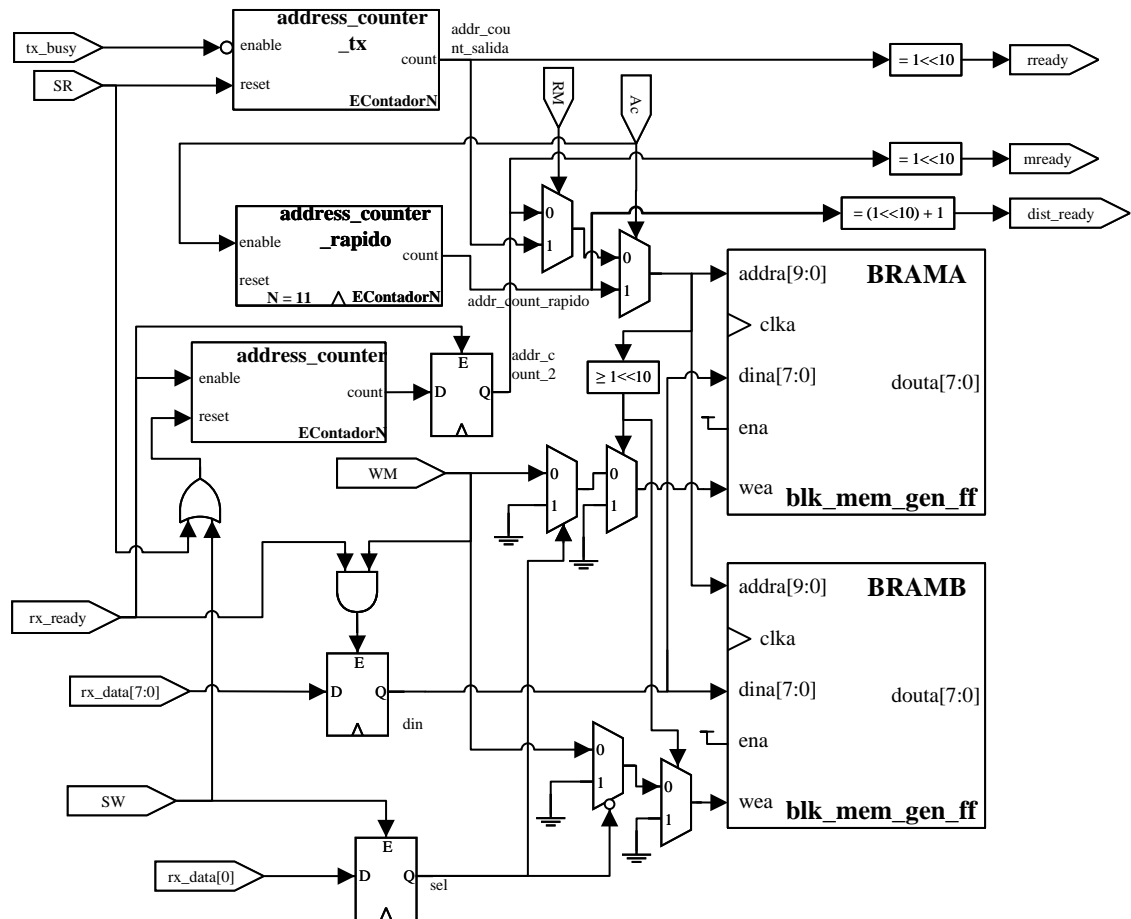 address_counter
_tx
tx_busy
enable
addr_cou
nt_salida
count
= 1<<10
rready
SR
reset
EContadorN
RM
Ac
= 1<<10
mready
address_counter
_rapido
0
= (1<<10) + 1
dist_ready
enable
1
count
0
reset
1
N = 11
EContadorN
addr_count_rapido
addra[9:0]
BRAMA
clka
address_counter
E
addr_c
ount_2
≥ 1<<10
enable
dina[7:0]
douta[7:0]
count
D
Q
reset
ena
EContadorN
WM
0
0
wea
1
1
blk_mem_gen_ff
addra[9:0]
BRAMB
rx_ready
clka
E
rx_data[7:0]
D
Q
dina[7:0]
douta[7:0]
din
ena
0
1
0
SW
wea
blk_mem_gen_ff
1
E
rx_data[0]
D
Q
sel